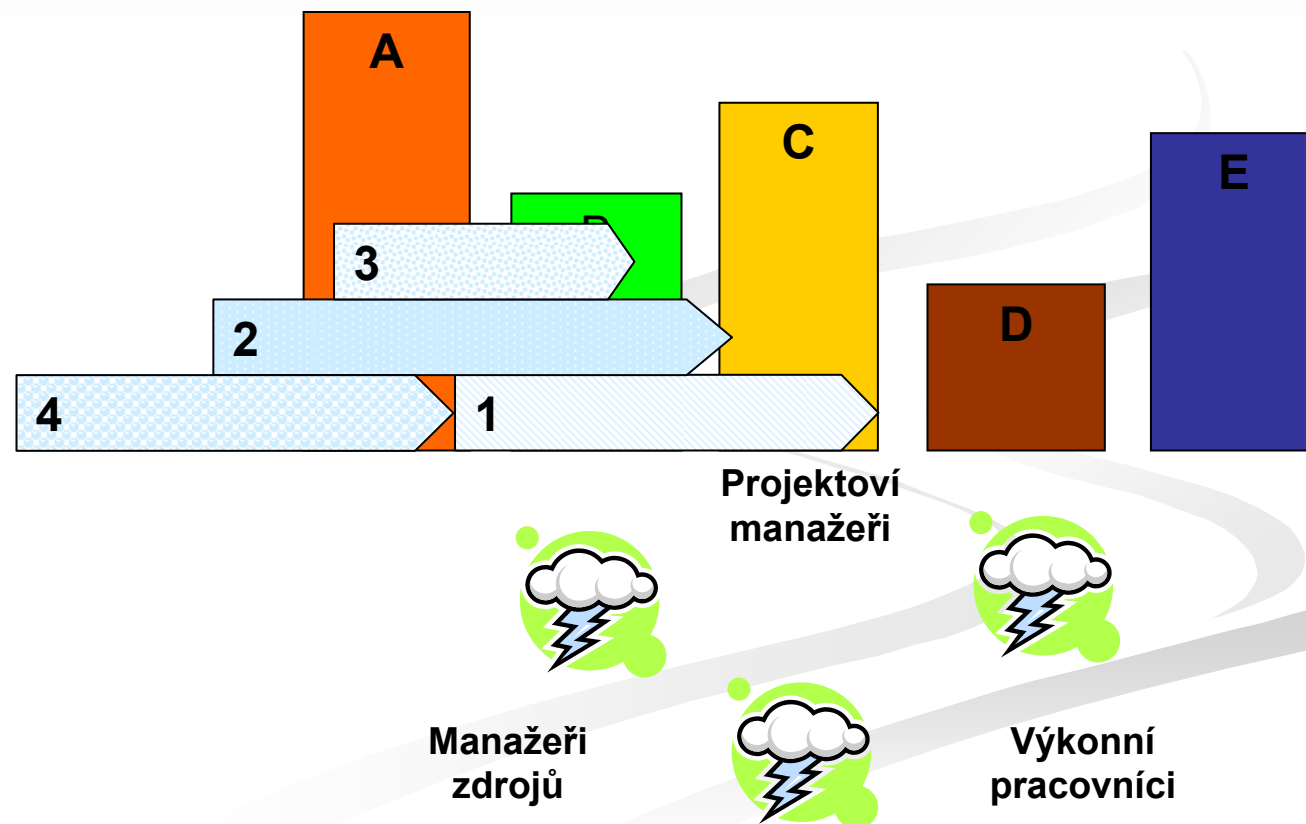 A
C
E
3
D
2
4
1
Projektoví
manažeři
Manažeři
zdrojů
Výkonní
pracovníci